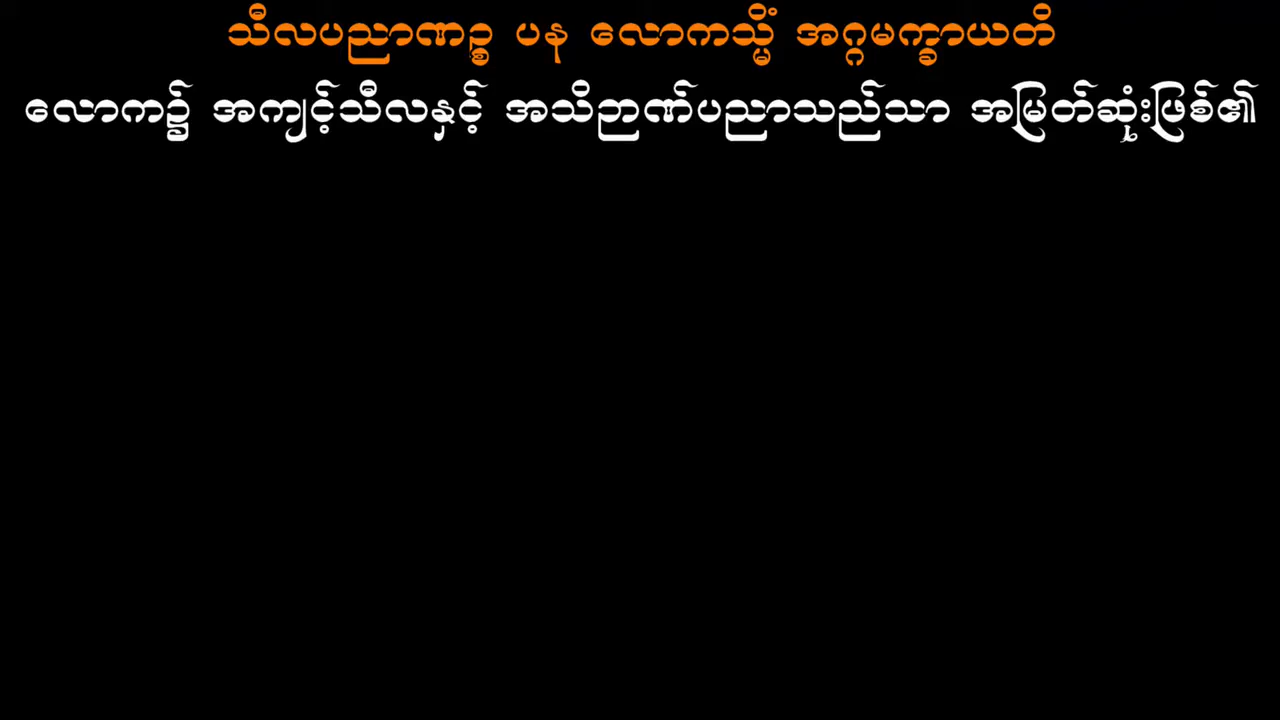 သီလပညာဏဉ္စ ပန လောကသ္မိံ အဂ္ဂမက္ခာယတိ
လောက၌ အကျင့်သီလနှင့် အသိဉာဏ်ပညာသည်သာ အမြတ်ဆုံးဖြစ်၏